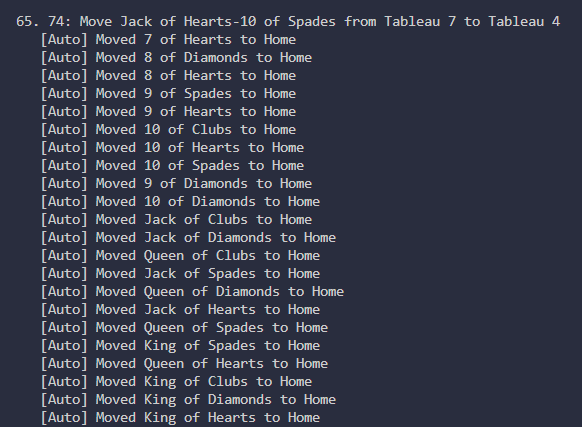 65. 74: Move Jack of Hearts-10 of Spades from Tableau 7 to Tableau 4
[Auto] Moved 7 of Hearts to Home
[Auto] Moved 8 of Diamonds to Home
[Auto] Moved 8 of Hearts to Home
[Auto] Moved 9 of Spades to Home
[Auto] Moved 9 of Hearts to Home
[Auto] Moved 10 of Clubs to Home
[Auto] Moved 10 of Hearts to Home
[Auto] Moved 10 of Spades to Home
[Auto] Moved 9 of Diamonds to Home
[Auto] Moved 10 of Diamonds to Home
[Auto] Moved Jack of Clubs to Home
[Auto] Moved Jack of Diamonds to Home
[Auto] Moved Queen of Clubs to Home
[Auto] Moved Jack of Spades to Home
[Auto] Moved Queen of Diamonds to Home
[Auto] Moved Jack of Hearts to Home
[Auto] Moved Queen of Spades to Home
[Auto] Moved King of Spades to Home
[Auto] Moved Queen of Hearts to Home
[Auto] Moved King of Clubs to Home
[Auto] Moved King of Diamonds to Home
[Auto] Moved King of Hearts to Home